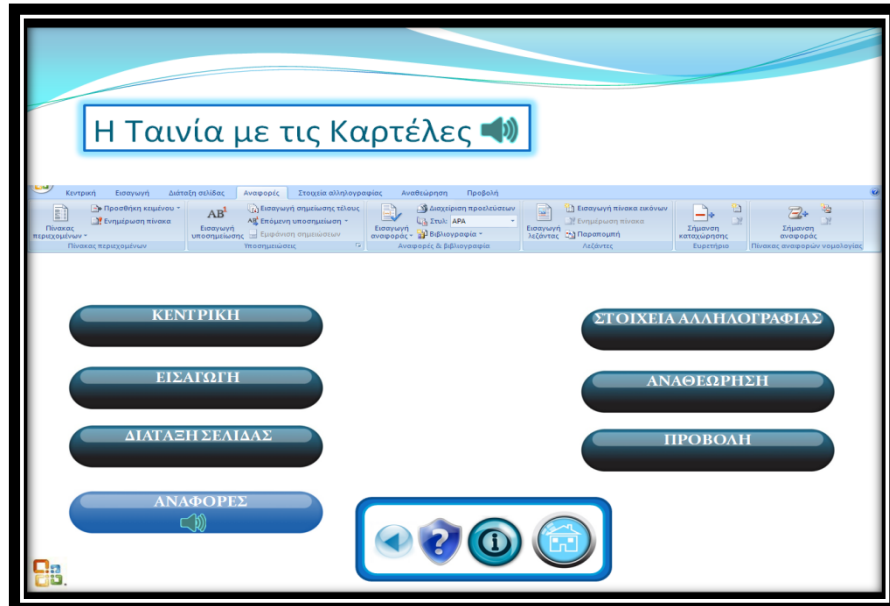 Η Ταινία με τις Καρτέλες
Κεντρική Εισαγωγή Διάταξη σελίδας Αναφορές Στοιχεία αλληλογραφίας Αναθεώρηση Προβολή
Πίνακας περιεχομένων
Προσθήκη κειμένου
Ενημέρωση πίνακα
Πίνακας περιεχομένων
AB¹
Εισαγωγή υποσημείωσης
Εισαγωγή σημείωσης τέλους
Επόμενη υποσημείωση
Εμφάνιση σημειώσεων
Υποσημειώσεις
Εισαγωγή αναφοράς
Διαχείριση προελεύσεων
Στυλ: APA
Βιβλιογραφία
Αναφορές & βιβλιογραφία
Εισαγωγή λεζάντας
Εισαγωγή πίνακα εικόνων
Ενημέρωση πίνακα
Παραπομπή
Λεζάντες
Σήμανση καταχώρησης
Ευρετήριο
Σήμανση αναφοράς
Πίνακας αναφορών νομολογίας
ΚΕΝΤΡΙΚΗ
ΕΙΣΑΓΩΓΗ
ΔΙΑΤΑΞΗ ΣΕΛΙΔΑΣ
ΑΝΑΦΟΡΕΣ
ΣΤΟΙΧΕΙΑ ΑΛΛΗΛΟΓΡΑΦΙΑΣ
ΑΝΑΘΕΩΡΗΣΗ
ΠΡΟΒΟΛΗ